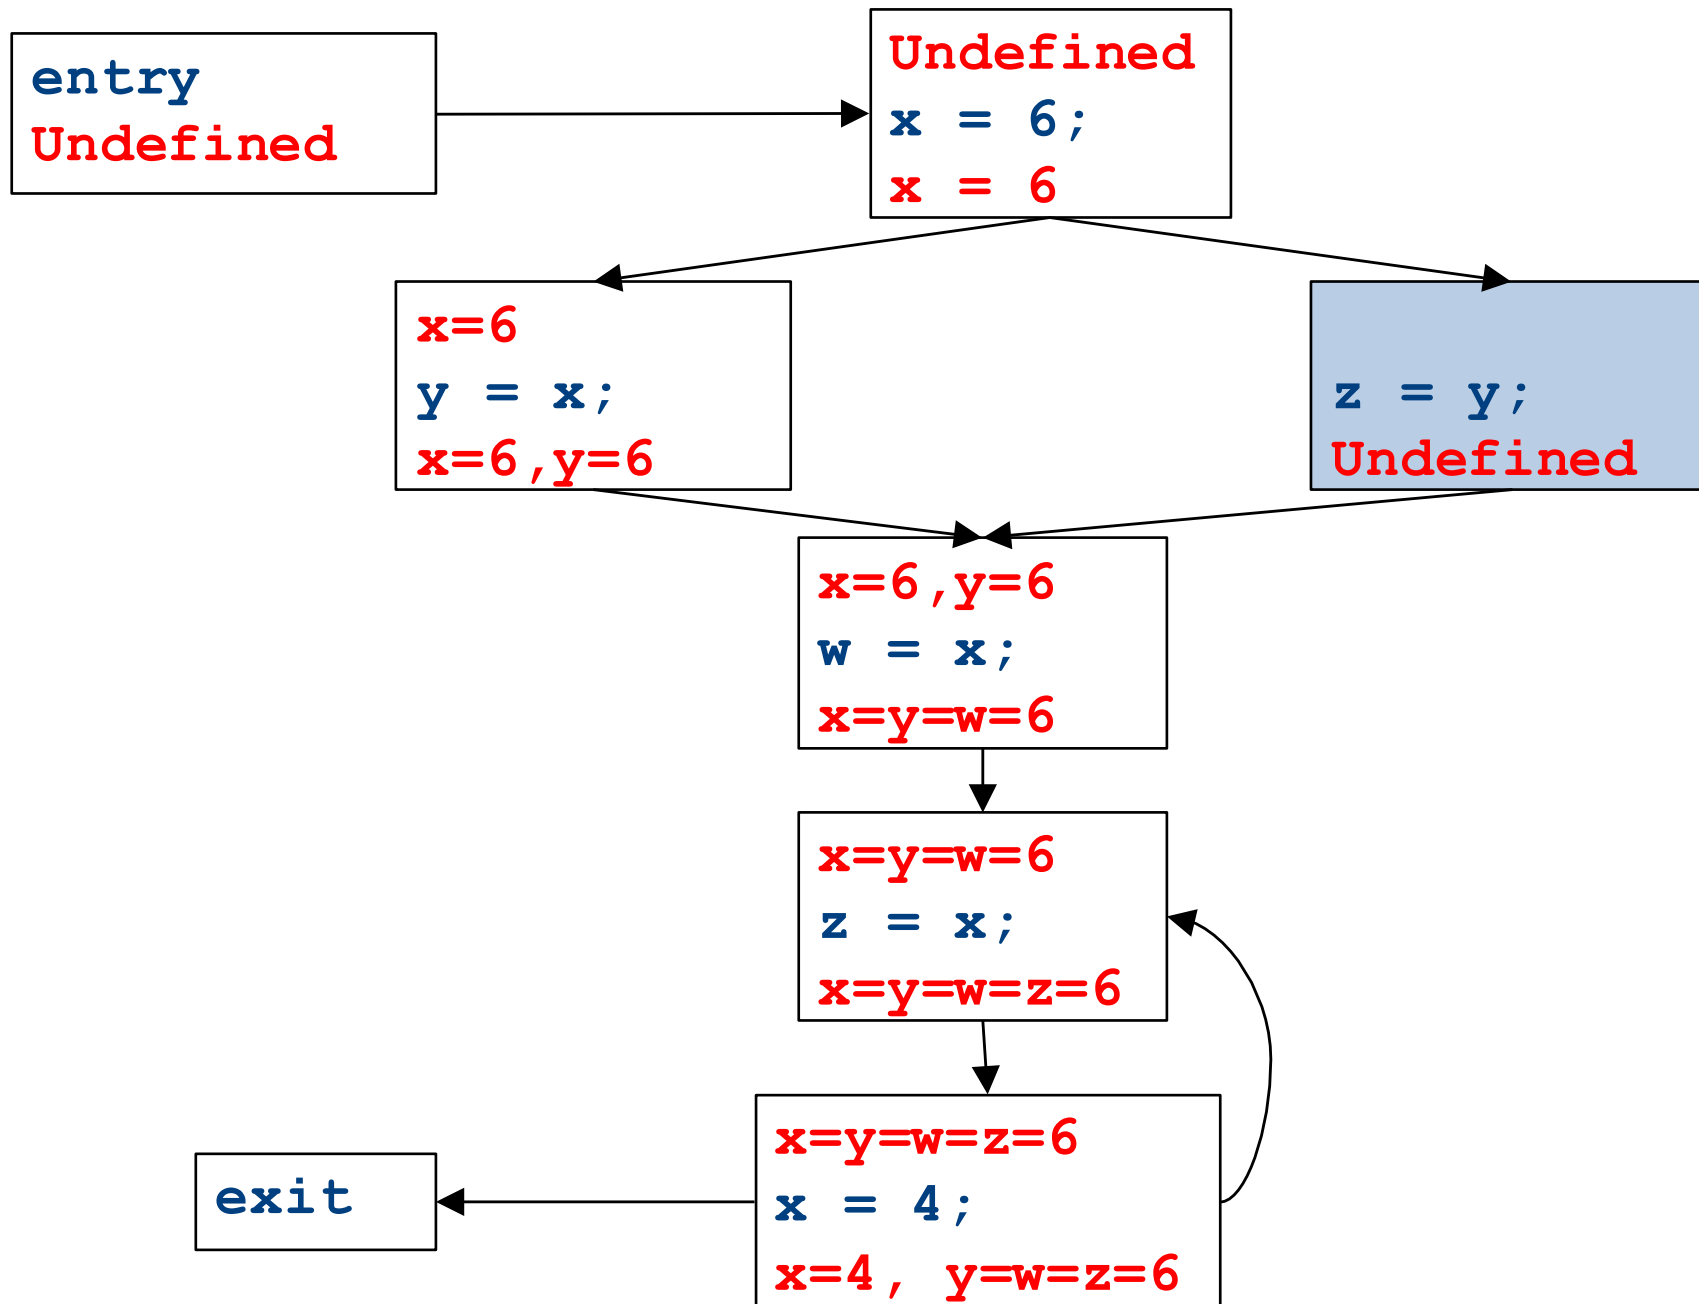 entry
Undefined
Undefined
x = 6;
x = 6
x=6
y = x;
x=6,y=6
z = y;
Undefined
x=6,y=6
w = x;
x=y=w=6
x=y=w=6
z = x;
x=y=w=z=6
x=y=w=z=6
x = 4;
x=4, y=w=z=6
exit